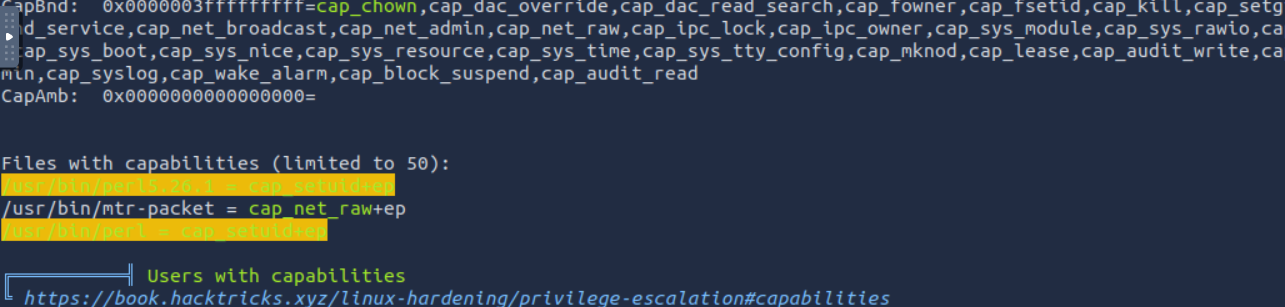 CapBnd:  0x0000003fffffffff=cap_chown,cap_dac_override,cap_dac_read_search,cap_fowner,cap_fsetid,cap_kill,cap_setg
d_service,cap_net_broadcast,cap_net_admin,cap_net_raw,cap_ipc_lock,cap_ipc_owner,cap_sys_module,cap_sys_rawio,ca
cap_sys_boot,cap_sys_nice,cap_sys_resource,cap_sys_time,cap_sys_tty_config,cap_mknod,cap_lease,cap_audit_write,ca
min,cap_syslog,cap_wake_alarm,cap_block_suspend,cap_audit_read
CapAmb:  0x0000000000000000=
Files with capabilities (limited to 50):
/usr/bin/perl5.26.1 = cap_setuid+ep
/usr/bin/mtr-packet = cap_net_raw+ep
/usr/bin/perl = cap_setuid+ep
Users with capabilities
https://book.hacktricks.xyz/linux-hardening/privilege-escalation#capabilities